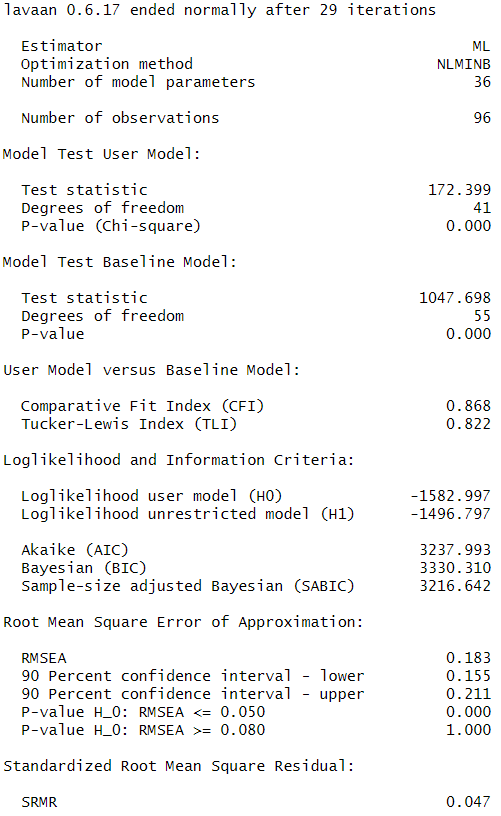 lavaan 0.6.17 ended normally after 29 iterations
Estimator ML
Optimization method NLMINB
Number of model parameters 36
Number of observations 96
Model Test User Model:
Test statistic 172.399
Degrees of freedom 41
P-value (Chi-square) 0.000
Model Test Baseline Model:
Test statistic 1047.698
Degrees of freedom 55
P-value 0.000
User Model versus Baseline Model:
Comparative Fit Index (CFI) 0.868
Tucker-Lewis Index (TLI) 0.822
Loglikelihood and Information Criteria:
Loglikelihood user model (H0) -1582.997
Loglikelihood unrestricted model (H1) -1496.797
Akaike (AIC) 3237.993
Bayesian (BIC) 3330.310
Sample-size adjusted Bayesian (SABIC) 3216.642
Root Mean Square Error of Approximation:
RMSEA 0.183
90 Percent confidence interval - lower 0.155
90 Percent confidence interval - upper 0.211
P-value H_0: RMSEA <= 0.050 0.000
P-value H_0: RMSEA >= 0.080 1.000
Standardized Root Mean Square Residual:
SRMR 0.047